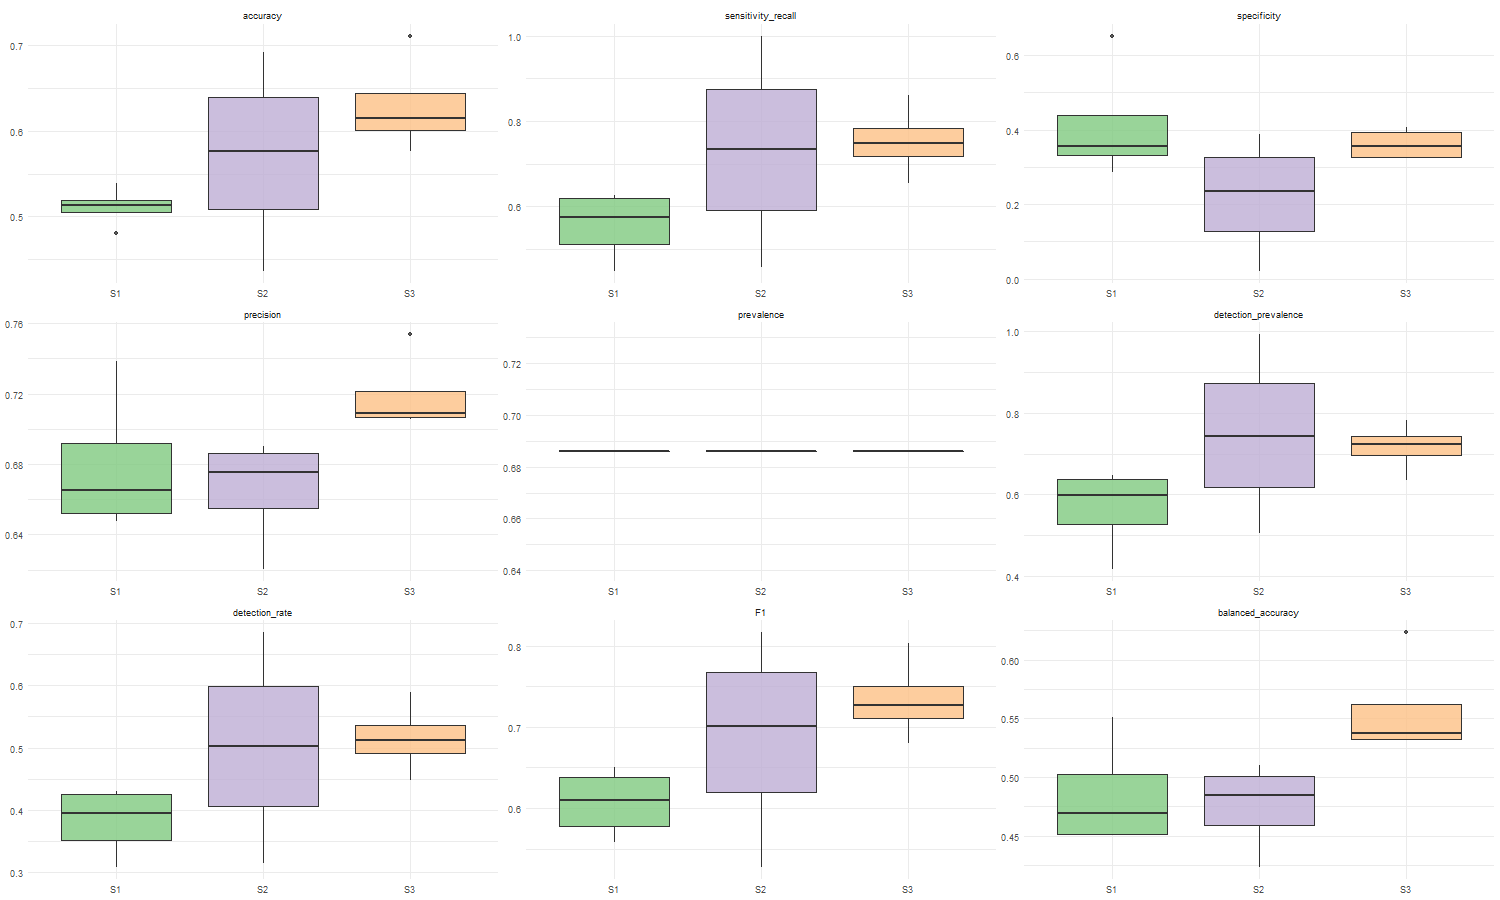 accuracy
0.7
0.6
0.5
S1 S2 S3
sensitivity_recall
1.0
0.8
0.6
S1 S2 S3
specificity
0.6
0.4
0.2
0.0
S1 S2 S3
precision
0.76
0.72
0.68
0.64
S1 S2 S3
prevalence
0.72
0.70
0.68
0.66
0.64
S1 S2 S3
detection_prevalence
1.0
0.8
0.6
0.4
S1 S2 S3
detection_rate
0.7
0.6
0.5
0.4
0.3
S1 S2 S3
F1
0.8
0.7
0.6
S1 S2 S3
balanced_accuracy
0.60
0.55
0.50
0.45
S1 S2 S3